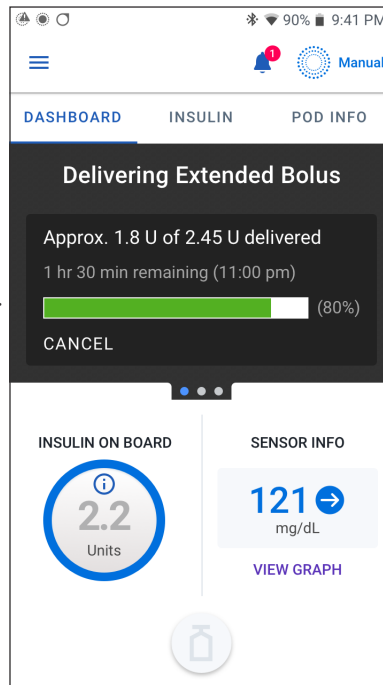 90% 9:41 PM
1
Manual
DASHBOARD INSULIN POD INFO
Delivering Extended Bolus
Approx. 1.8 U of 2.45 U delivered
1 hr 30 min remaining (11:00 pm)
(80%)
CANCEL
INSULIN ON BOARD
SENSOR INFO
2.2
Units
121
mg/dL
VIEW GRAPH